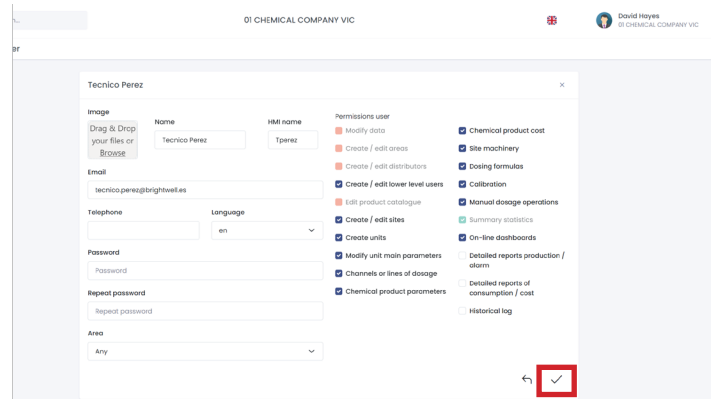 01 CHEMICAL COMPANY VIC
David Hayes
01 CHEMICAL COMPANY VIC
er
Tecnico Perez
Image
Drag & Drop
your files or
Browse
Name
Tecnico Perez
HMI name
Tperez
Email
tecnico.perez@brightwell.es
Telephone
Language
en
Password
Password
Repeat password
Repeat password
Area
Any
Permissions user
Modify data
Create / edit areas
Create / edit distributors
Create / edit lower level users
Edit product catalogue
Create / edit sites
Create units
Modify unit main parameters
Channels or lines of dosage
Chemical product parameters
Chemical product cost
Site machinery
Dosing formulas
Calibration
Manual dosage operations
Summary statistics
On-line dashboards
Detailed reports production /
alarm
Detailed reports of
consumption / cost
Historical log